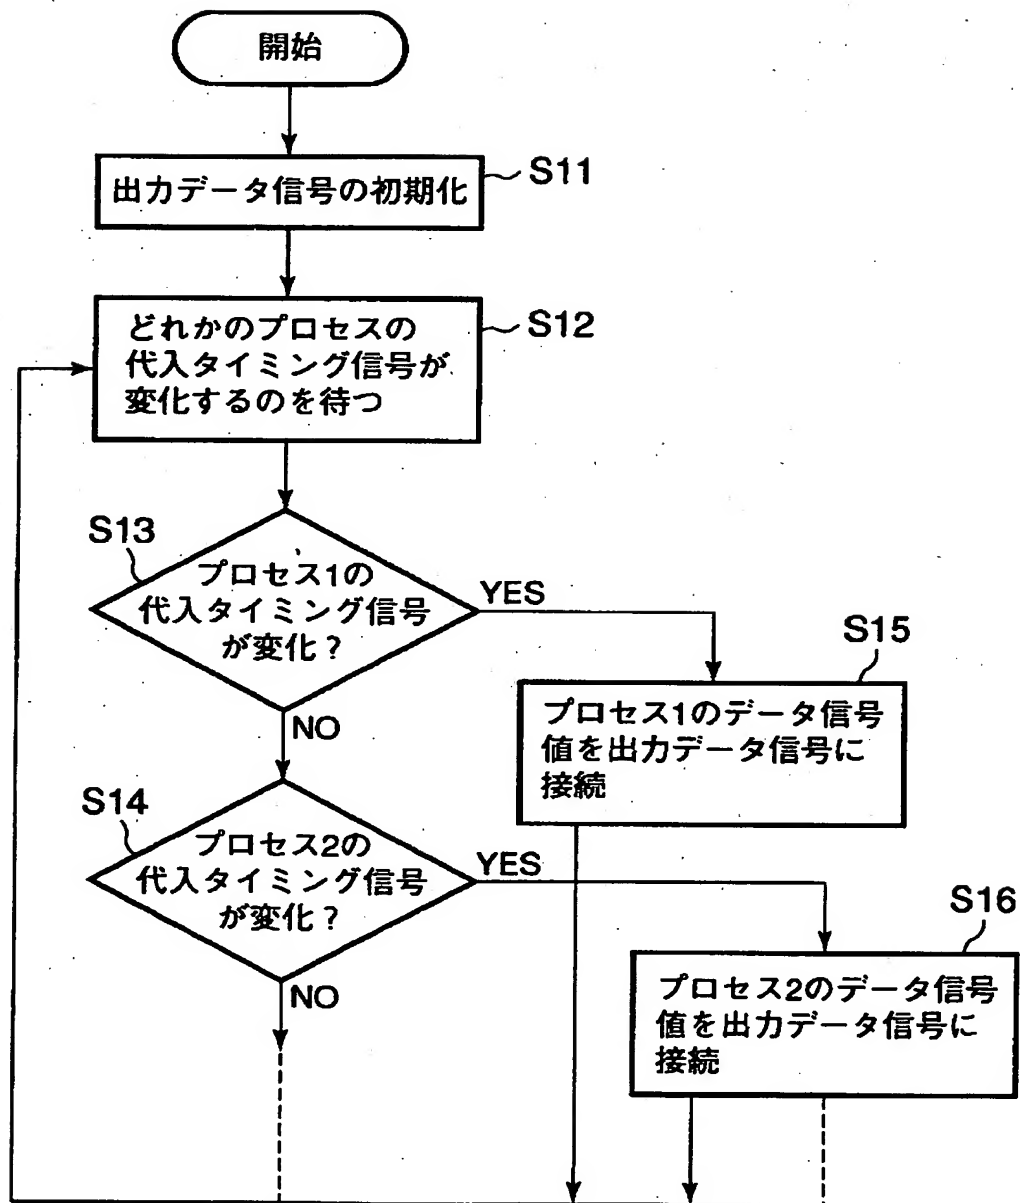 開始
出力データ信号の初期化
S11
どれかのプロセスの
代入タイミング信号が
変化するのを待つ
S12
S13
プロセス1の
代入タイミング信号
が変化？
YES
NO
S15
プロセス1のデータ信号
値を出力データ信号に
接続
S14
プロセス2の
代入タイミング信号
が変化？
YES
NO
S16
プロセス2のデータ信号
値を出力データ信号に
接続